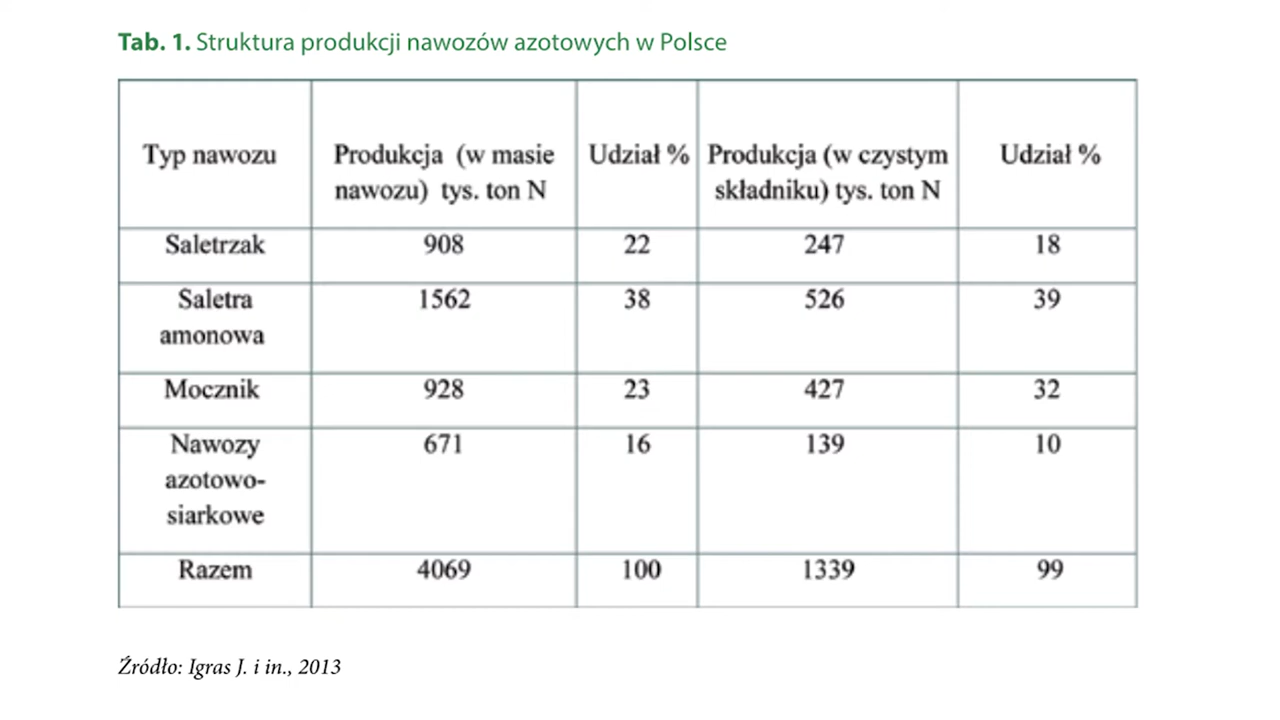 Tab. 1. Struktura produkcji nawozów azotowych w Polsce
Typ nawozu
Produkcja (w masie
nawozu) tys. ton N
Udział %
Produkcja (w czystym
składniku) tys. ton N
Udział %
Saletrzak
908
22
247
18
Saletra
amonowa
1562
38
526
39
Mocznik
928
23
427
32
Nawozy
azotowo-
siarkowe
671
16
139
10
Razem
4069
100
1339
99
Źródło: Igras J. i in., 2013